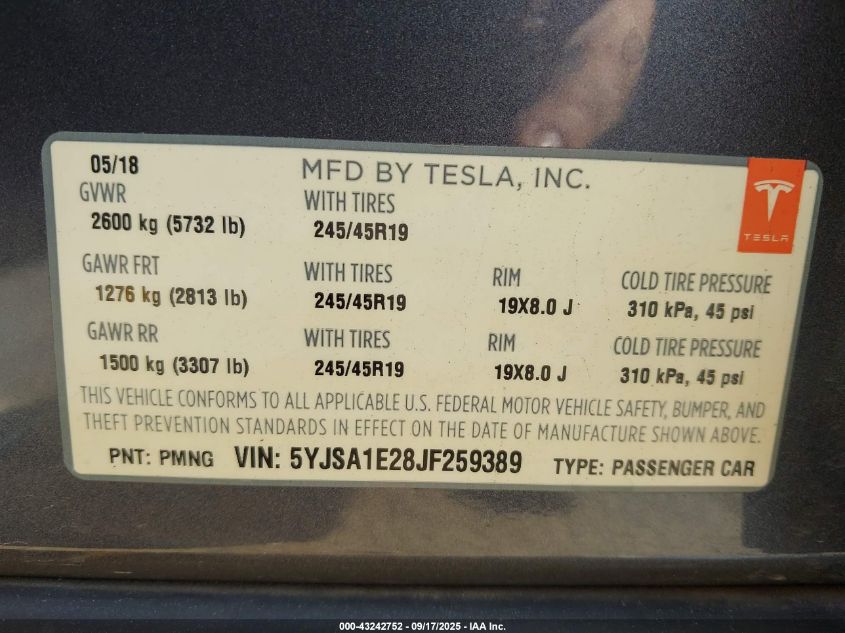 05/18
MFD BY TESLA, INC.
GVWR WITH TIRES
2600 kg (5732 lb) 245/45R19
TESLA
GAWR FRT WITH TIRES RIM COLD TIRE PRESSURE
1276 kg (2813 lb) 245/45R19 19X8.0 J 310 kPa, 45 psi
GAWR RR WITH TIRES RIM COLD TIRE PRESSURE
1500 kg (3307 lb) 245/45R19 19X8.0 J 310 kPa, 45 psi
THIS VEHICLE CONFORMS TO ALL APPLICABLE U.S. FEDERAL MOTOR VEHICLE SAFETY, BUMPER, AND
THEFT PREVENTION STANDARDS IN EFFECT ON THE DATE OF MANUFACTURE SHOWN ABOVE.
PNT: PMNG VIN: 5YJSA1E28JF259389 TYPE: PASSENGER CAR
000-43242752 - 09/17/2025 - IAA Inc.